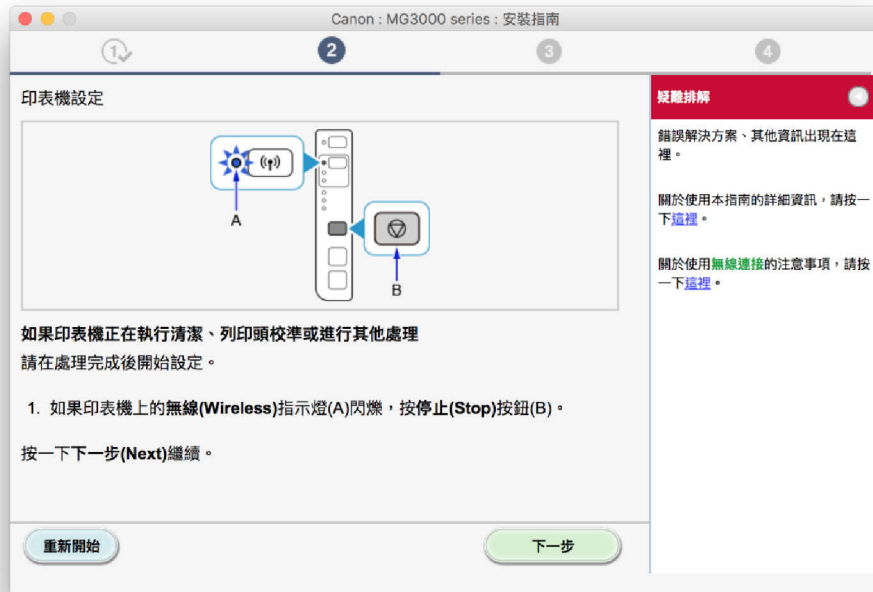 Canon : MG3000 series : 安裝指南
1
2
3
4
印表機設定
A
B
如果印表機正在執行清潔、列印頭校準或進行其他處理
請在處理完成後開始設定。
1. 如果印表機上的無線(Wireless)指示燈(A)閃爍，按停止(Stop)按鈕(B)。
按一下下一步(Next)繼續。
重新開始
下一步
疑難排解
錯誤解決方案、其他資訊出現在這
裡。
關於使用本指南的詳細資訊，請按一
下這裡。
關於使用無線連接的注意事項，請按
一下這裡。